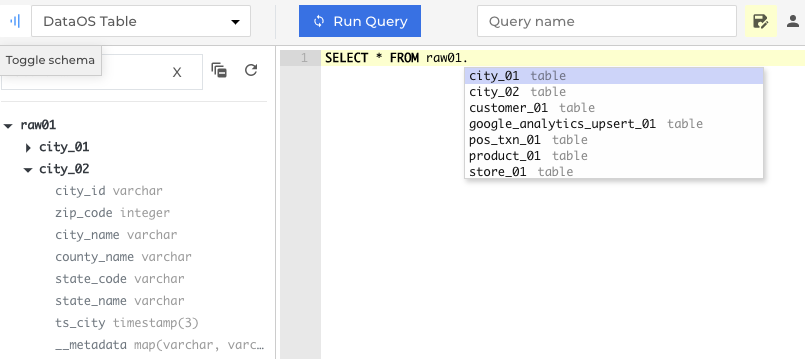 DataOS Table
Run Query
Query name
Toggle schema
X
1 SELECT * FROM raw01.
city_01 table
city_02 table
customer_01 table
google_analytics_upsert_01 table
pos_txn_01 table
product_01 table
store_01 table
raw01
city_01
city_02
city_id varchar
zip_code integer
city_name varchar
county_name varchar
state_code varchar
state_name varchar
ts_city timestamp(3)
__metadata map(varchar, varc…